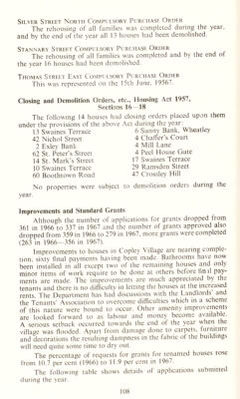 SILVER STREET NORTH COMPULSORY PURCHASE ORDER
The rehousing of all families was completed during the year,
and by the end of the year all 13 houses had been demolished.
STANNARY STREET COMPULSORY PURCHASE ORDER
The rehousing of all families was completed and by the end of
the year 16 houses had been demolished.
THOMAS STREET EAST COMPULSORY PURCHASE ORDER
This was represented on the 15th June, 1956?.
Closing and Demolition Orders, etc., Housing Act 1957,
Sections 16—18
The following 14 houses had closing orders placed upon them
under the provisions of the above Act during the year:
13 Swaines Terrace
42 Nichol Street
2 Exley Bank
62 St. Peter's Street
14 St. Mark's Street
10 Swaines Terrace
60 Boothtown Road
6 Sunny Bank, Wheatley
4 Chaffer's Court
4 Mill Lane
4 Peel House Gate
17 Swaines Terrace
29 Ramsden Street
47 Crossley Hill
No properties were subject to demolition orders during the
year.
Improvements and Standard Grants
Although the number of applications for grants dropped from
361 in 1966 to 337 in 1967 and the number of grants approved also
dropped from 359 in 1966 to 279 in 1967, more grants were completed
(263 in 1966—356 in 1967).
Improvements to houses in Copley Village are nearing comple-
tion, sixty final payments having been made. Bathrooms have now
been installed in all except two of the remaining houses and only
minor items of work require to be done at others before final pay-
ments are made. The improvements are much appreciated by the
tenants and there is no difficulty in letting the houses at the increased
rents. The Department has had discussions with the Landlords' and
the Tenants' Association to overcome difficulties which in a scheme
of this nature were bound to occur. Other amenity improvements
are looked forward to as labour and money become available.
A serious setback occurred towards the end of the year when the
village was flooded. Apart from damage done to carpets, furniture
and decorations the resulting dampness in the fabric of the buildings
will need quite some time to dry out.
The percentage of requests for grants for tenanted houses rose
from 10.7 per cent (1966) to 11.9 per cent in 1967.
The following table shows details of applications submitted
during the year.
108